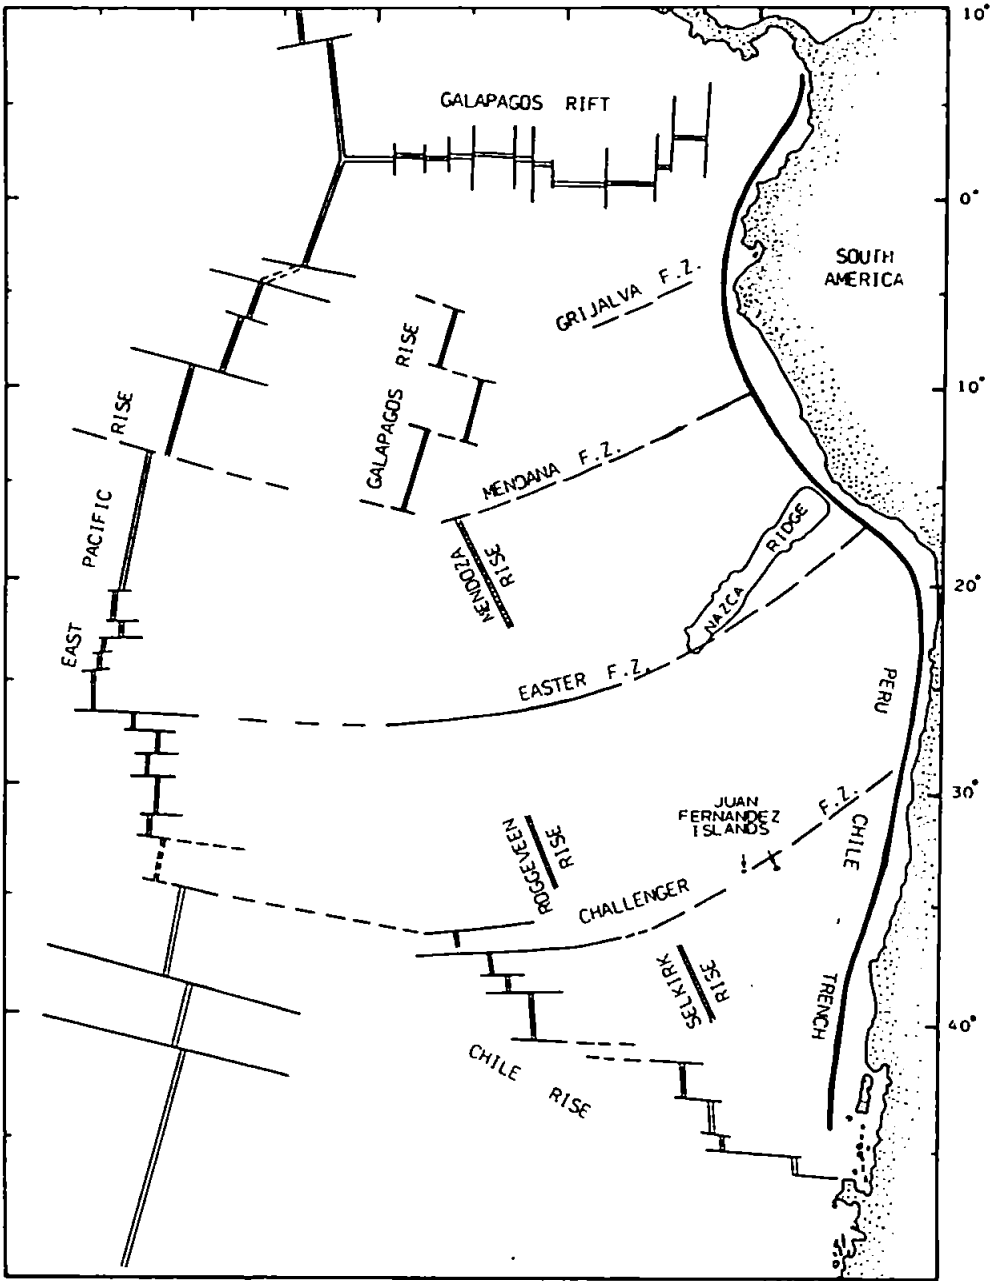 10°
GALAPAGOS RIFT
0°
SOUTH
AMERICA
GRIJALVA F.Z.
GALAPAGOS RISE
10°
EAST PACIFIC RISE
MENDANA F.Z.
MENDOZA
RISE
NAZCA RIDGE
20°
EASTER F.Z.
PERU CHILE TRENCH
30°
JUAN
FERNANDEZ
ISLANDS
ROGGEVEEN
RISE
CHALLENGER F.Z.
SELKIRK
RISE
40°
CHILE RISE